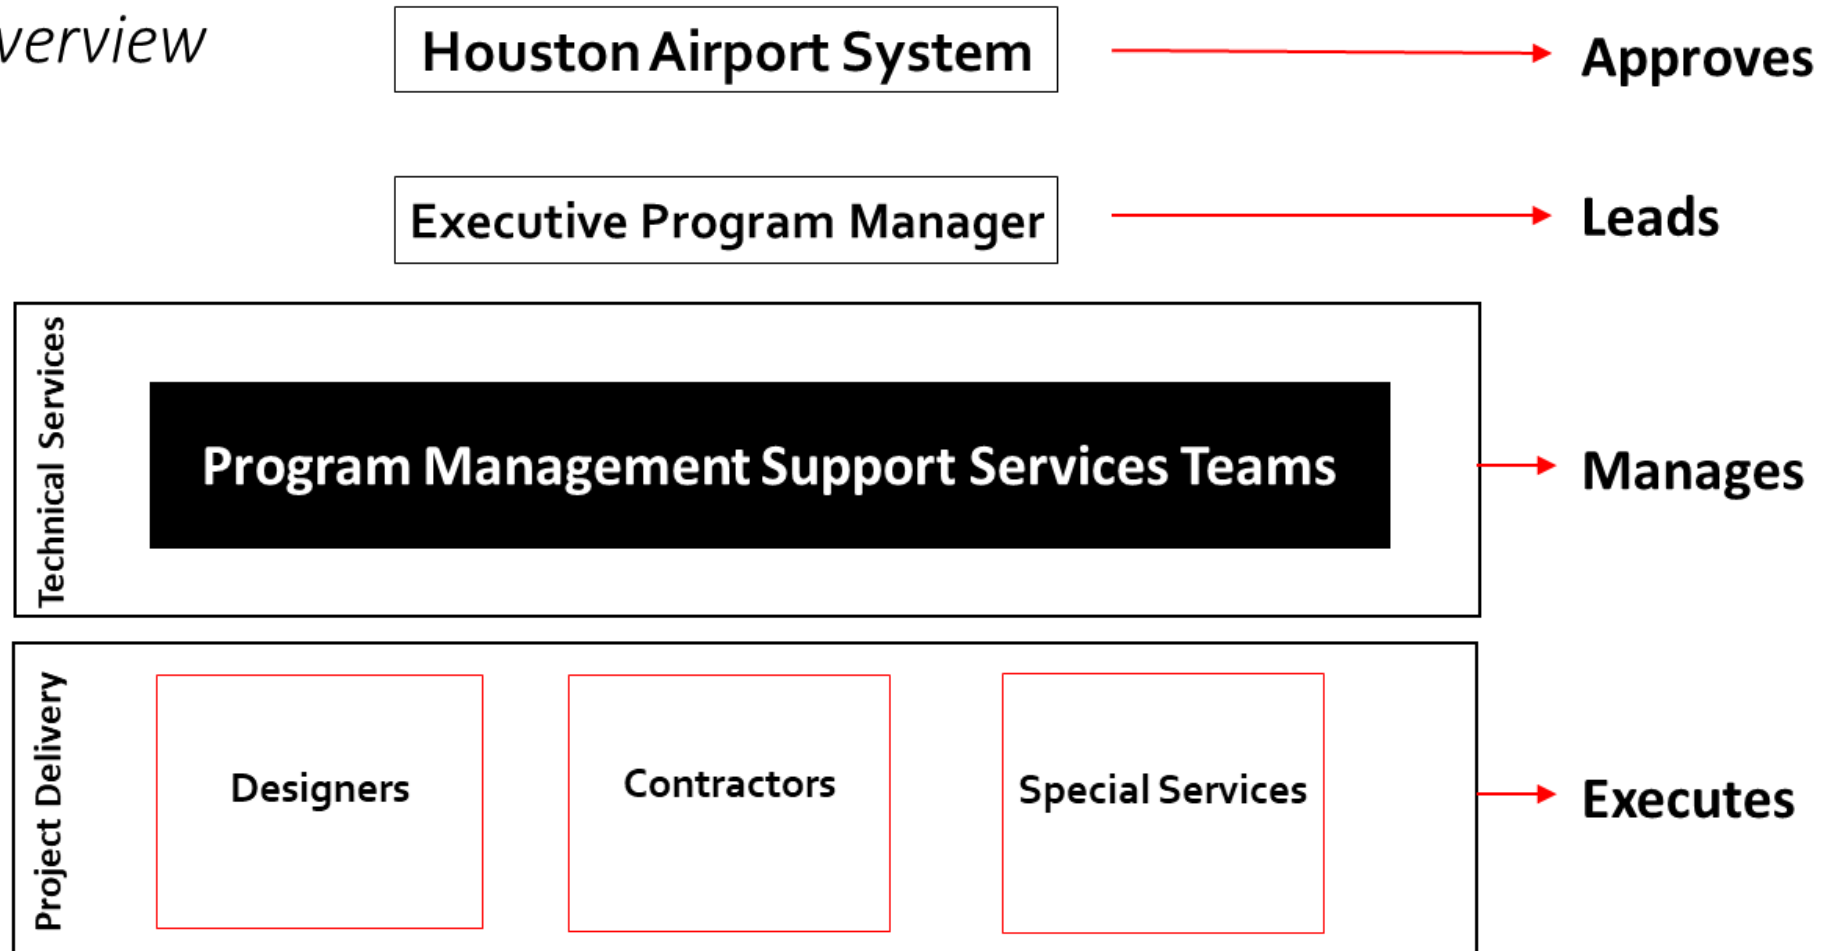 verview
Houston Airport System
Approves
Executive Program Manager
Leads
Technical Services
Program Management Support Services Teams
Manages
Project Delivery
Designers
Contractors
Special Services
Executes